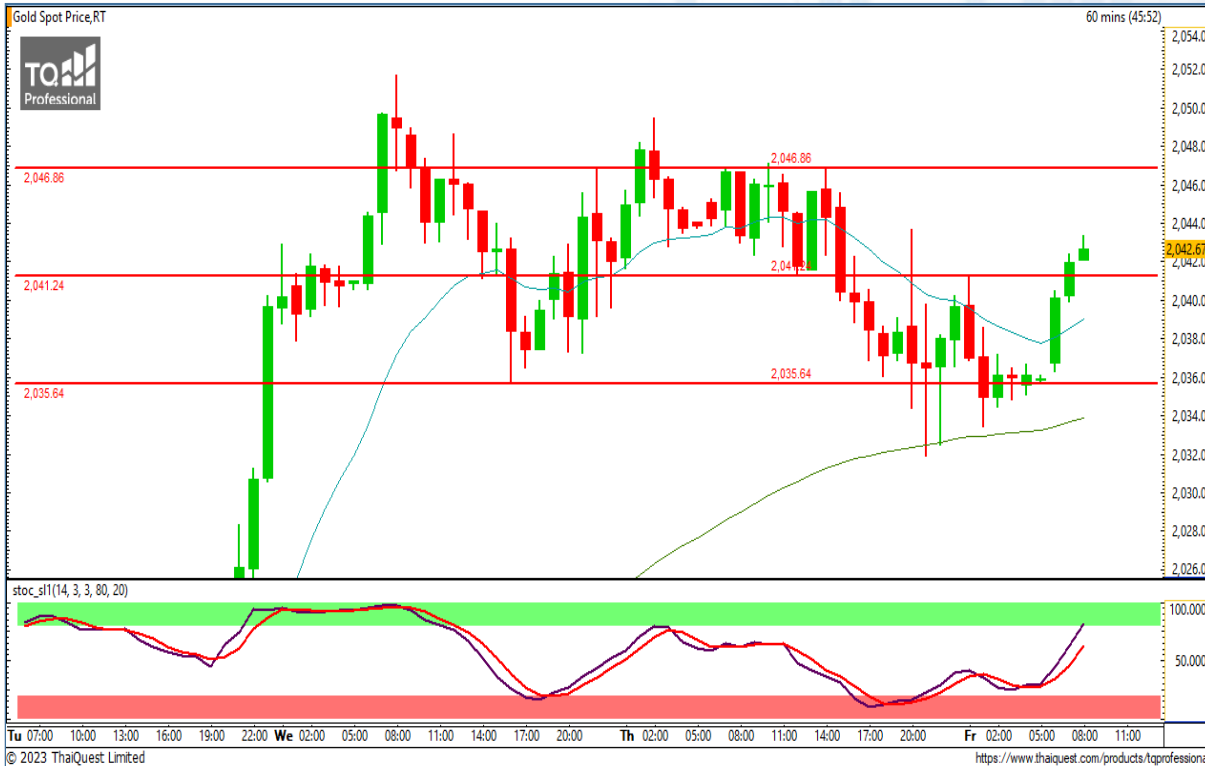 Gold Spot Price,RT
60 mins (45:52)
TQ
Professional
2,054.0
2,052.0
2,050.0
2,048.0
2,046.0
2,044.0
2,042.67
2,042.0
2,040.0
2,038.0
2,036.0
2,034.0
2,032.0
2,030.0
2,028.0
2,026.0
2,046.86
2,046.86
2,041.24
2,035.64
2,035.64
stoc_sl1(14, 3, 3, 80, 20)
100.000
50.000
Tu 07:00 10:00 13:00 16:00 19:00 22:00 We 02:00 05:00 08:00 11:00 14:00 17:00 20:00 Th 02:00 05:00 08:00 11:00 14:00 17:00 20:00 Fr 02:00 05:00 08:00 11:00
© 2023 ThaiQuest Limited
https://www.thaiquest.com/products/tqprofessional